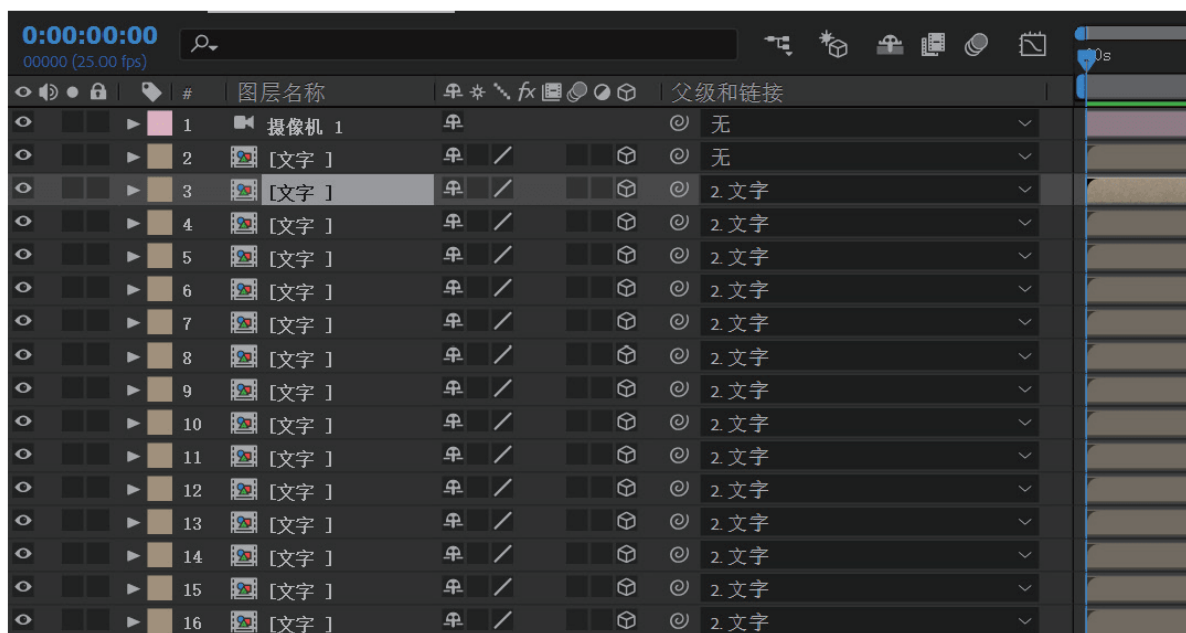 0:00:00:00
00000 (25.00 fps)
00s
# 图层名称 fx 父级和链接
1 摄像机 1 无
2 [文字 ] 无
3 [文字 ] 2.文字
4 [文字 ] 2.文字
5 [文字 ] 2.文字
6 [文字 ] 2.文字
7 [文字 ] 2.文字
8 [文字 ] 2.文字
9 [文字 ] 2.文字
10 [文字 ] 2.文字
11 [文字 ] 2.文字
12 [文字 ] 2.文字
13 [文字 ] 2.文字
14 [文字 ] 2.文字
15 [文字 ] 2.文字
16 [文字 ] 2.文字